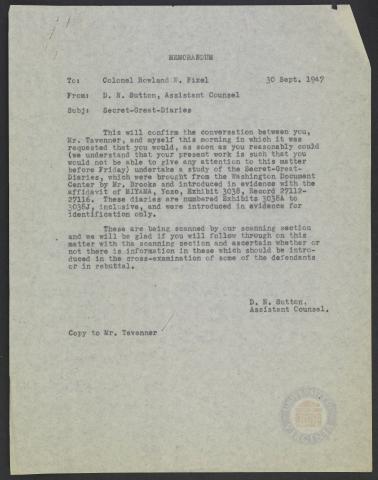 MEMORANDUM
To: Colonel Rowland W. Fixel 30 Sept. 1947
From: D. N. Sutton, Assistant Counsel
Subj: Secret-Great-Diaries
This will confirm the conversation between you,
Mr. Tavenner, and myself this morning in which it was
requested that you would, as soon as you reasonably could
(we understand that your present work is such that you
would not be able to give any attention to this matter
before Friday) undertake a study of the Secret-Great-
Diaries, which were brought from the Washington Document
Center by Mr. Brooks and introduced in evidence with the
affidavit of MIYAMA, Yozo, Exhibit 3038, Record 27112-
27116. These diaries are numbered Exhibits 3038A to
3038J, inclusive, and were introduced in evidence for
identification only.
These are being scanned by our scanning section
and we will be glad if you will follow through on this
matter with the scanning section and ascertain whether or
not there is information in these which should be intro-
duced in the cross-examination of some of the defendants
or in rebuttal.
D. N. Sutton,
Assistant Counsel.
Copy to Mr. Tavenner